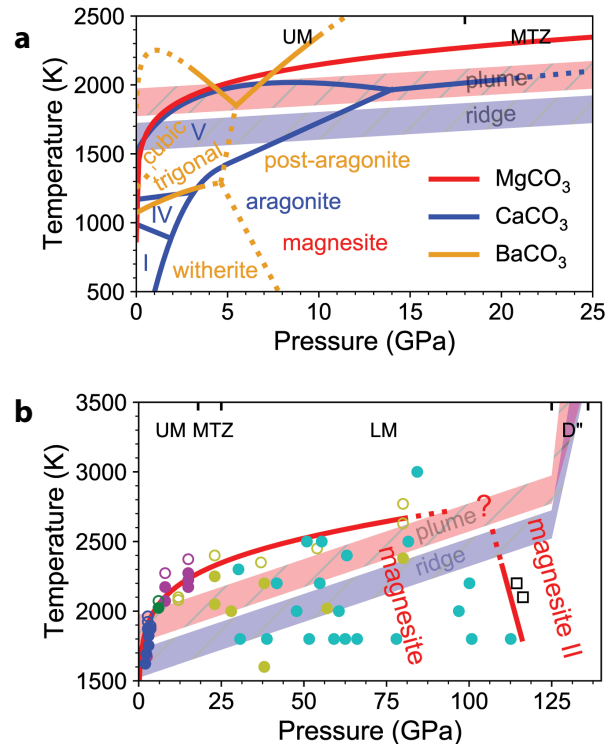 a
2500
2000
1500
1000
500
Temperature (K)
UM
MTZ
plume
ridge
V
cubic
trigonal
post-aragonite
aragonite
IV
I
magnesite
witherite
MgCO₃
CaCO₃
BaCO₃
0 5 10 15 20 25
Pressure (GPa)
b
3500
3000
2500
2000
1500
Temperature (K)
UM MTZ LM D"
?
plume
ridge
magnesite
magnesite II
0 25 50 75 100 125
Pressure (GPa)